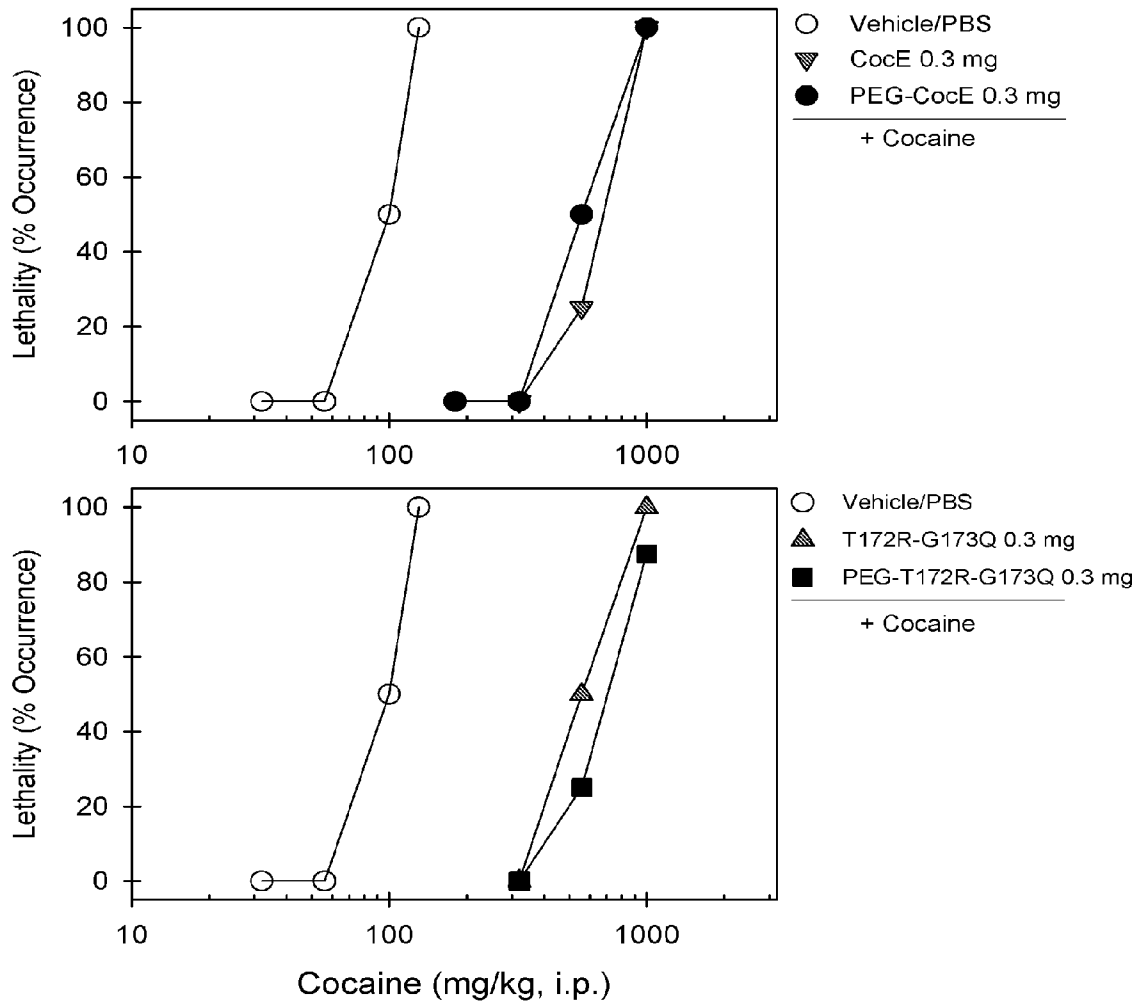 Lethality (% Occurrence)
100
80
60
40
20
0
10
100
1000
Vehicle/PBS
CocE 0.3 mg
PEG-CocE 0.3 mg
+ Cocaine
Lethality (% Occurrence)
100
80
60
40
20
0
10
100
1000
Vehicle/PBS
T172R-G173Q 0.3 mg
PEG-T172R-G173Q 0.3 mg
+ Cocaine
Cocaine (mg/kg, i.p.)